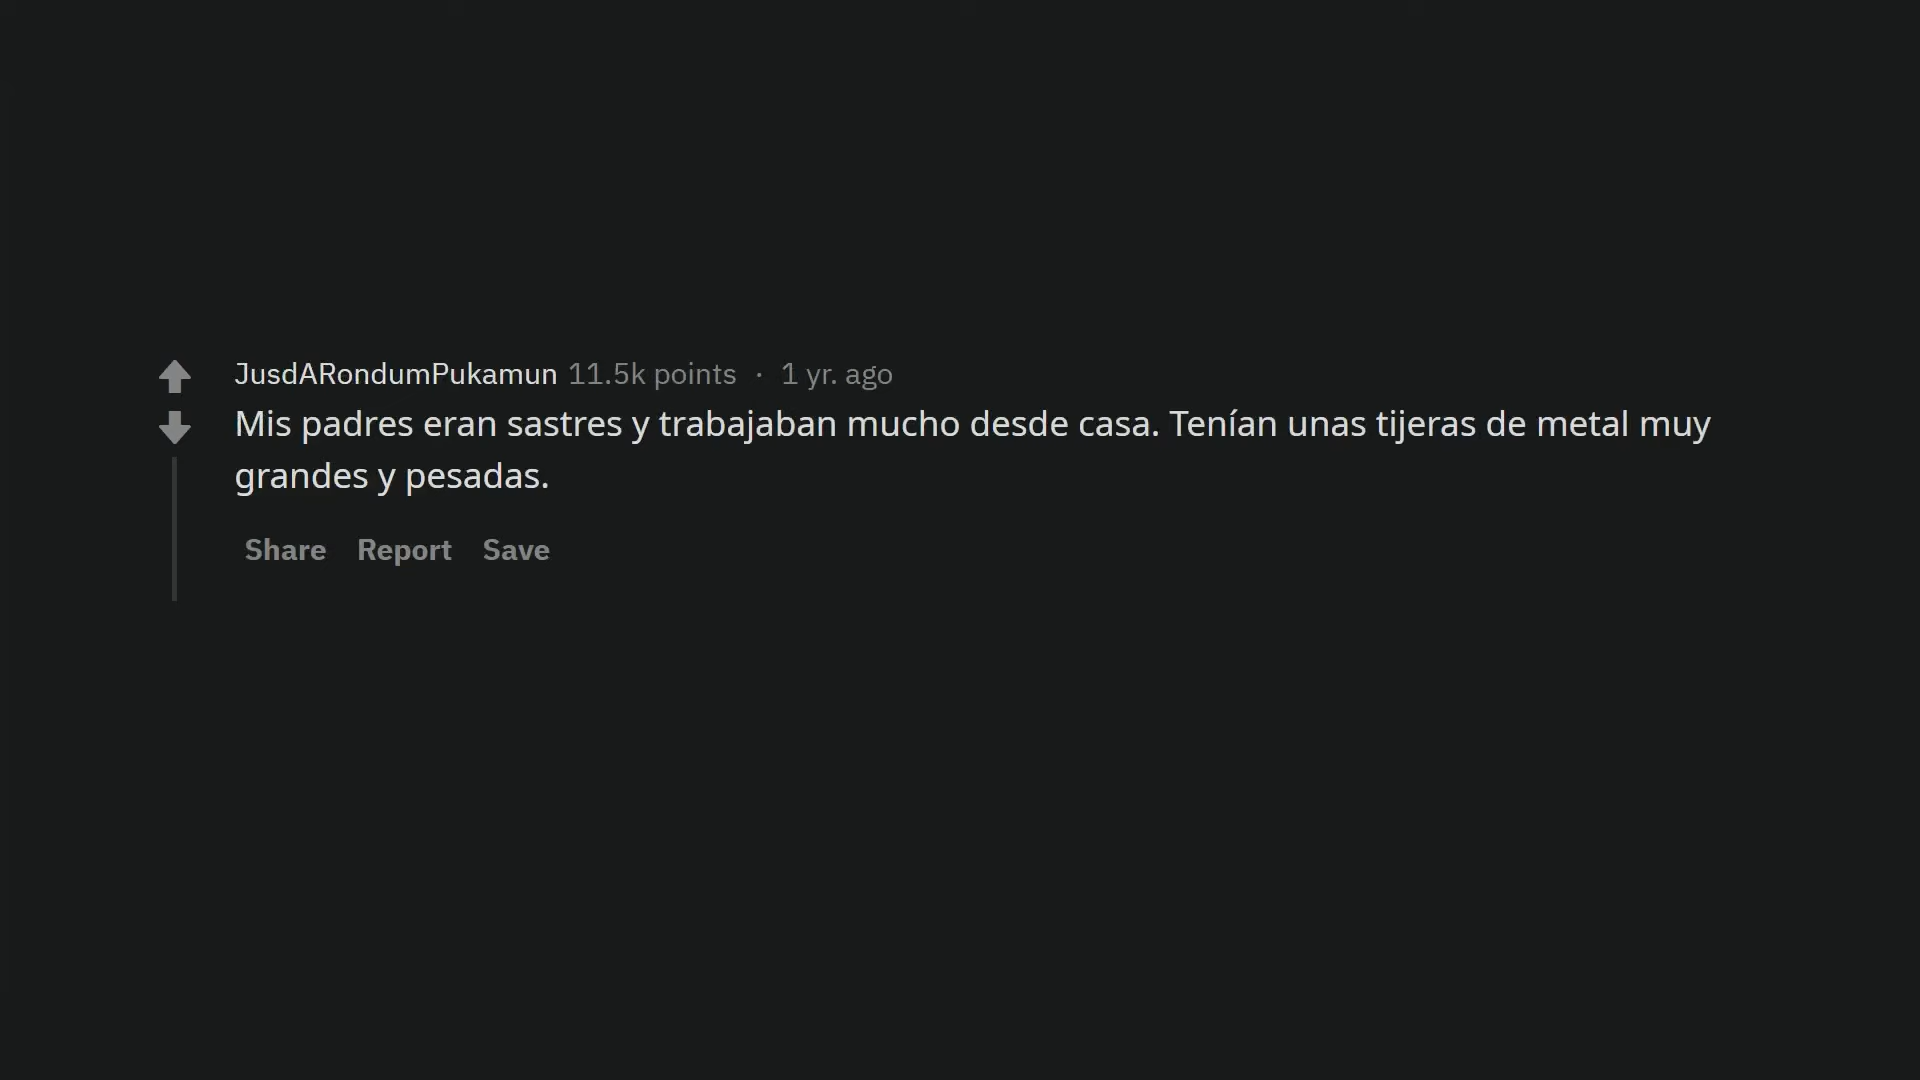 JusdARondumPukamun 11.5k points · 1 yr. ago
Mis padres eran sastres y trabajaban mucho desde casa. Tenían unas tijeras de metal muy
grandes y pesadas.
Share Report Save